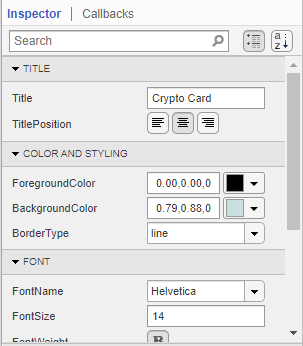 Inspector | Callbacks
Search
a z
TITLE
Title Crypto Card
TitlePosition
COLOR AND STYLING
ForegroundColor 0.00,0.00,0
BackgroundColor 0.79,0.88,0
BorderType line
FONT
FontName Helvetica
FontSize 14
FontWeight B